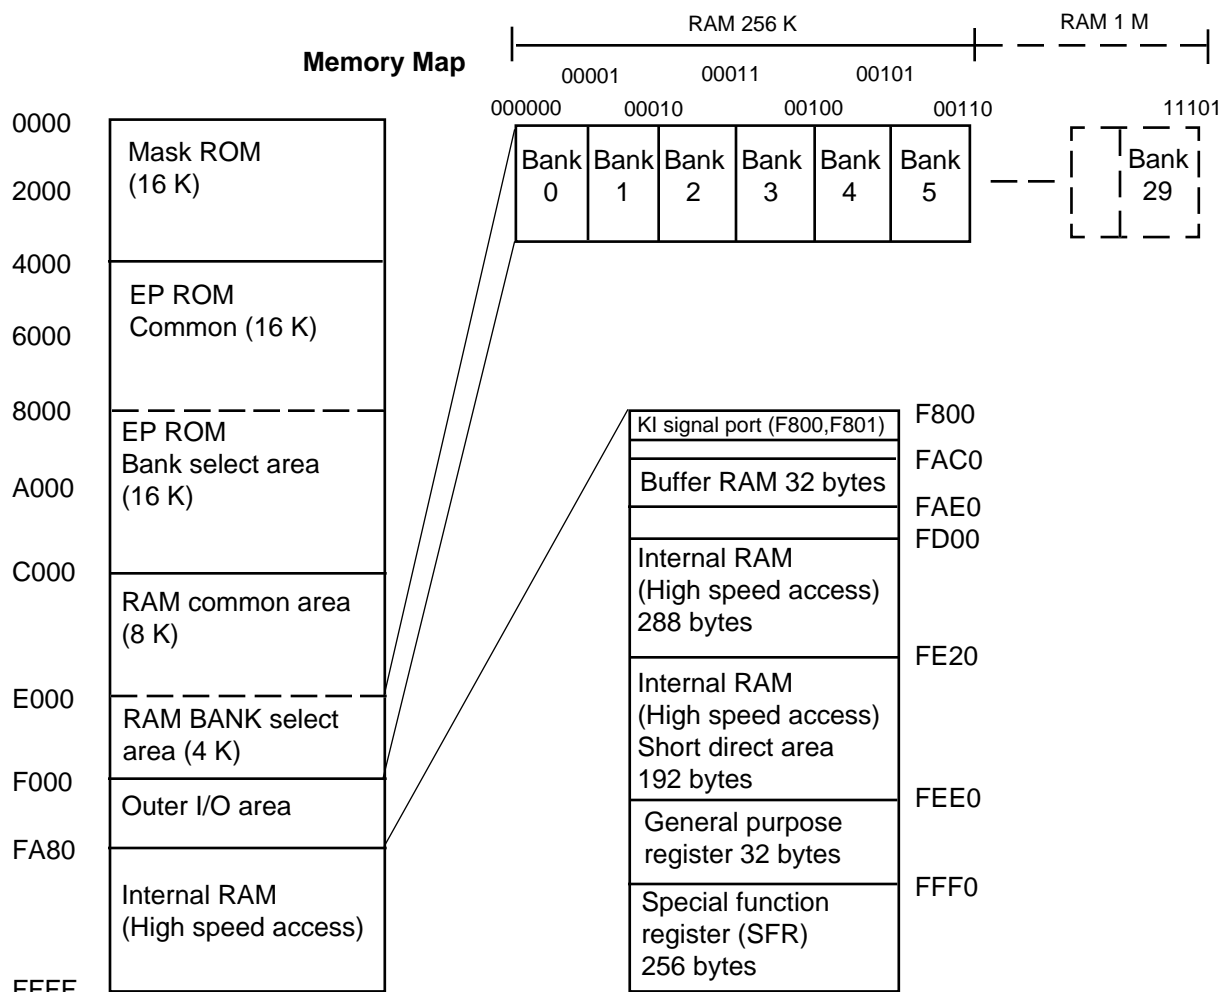 RAM 256 K
RAM 1 M
Memory Map
00001
00011
00101
000000
00010
00100
00110
11101
0000
2000
4000
6000
8000
A000
C000
E000
F000
FA80
FFFF
Mask ROM
(16 K)
EP ROM
Common (16 K)
EP ROM
Bank select area
(16 K)
RAM common area
(8 K)
RAM BANK select
area (4 K)
Outer I/O area
Internal RAM
(High speed access)
Bank
0
Bank
1
Bank
2
Bank
3
Bank
4
Bank
5
Bank
29
KI signal port (F800,F801)
Buffer RAM 32 bytes
Internal RAM
(High speed access)
288 bytes
Internal RAM
(High speed access)
Short direct area
192 bytes
General purpose
register 32 bytes
Special function
register (SFR)
256 bytes
F800
FAC0
FAE0
FD00
FE20
FEE0
FFF0